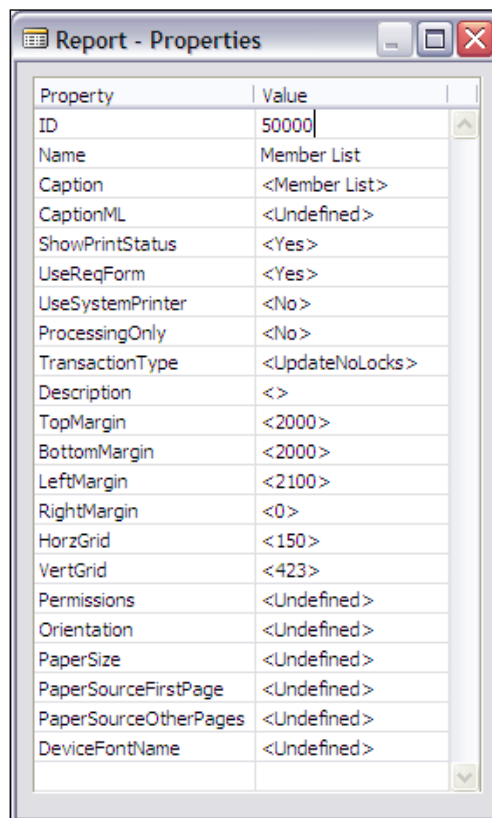 Report - Properties
Property Value
ID 50000
Name Member List
Caption <Member List>
CaptionML <Undefined>
ShowPrintStatus <Yes>
UseReqForm <Yes>
UseSystemPrinter <No>
ProcessingOnly <No>
TransactionType <UpdateNoLocks>
Description <>
TopMargin <2000>
BottomMargin <2000>
LeftMargin <2100>
RightMargin <0>
HorzGrid <150>
VertGrid <423>
Permissions <Undefined>
Orientation <Undefined>
PaperSize <Undefined>
PaperSourceFirstPage <Undefined>
PaperSourceOtherPages <Undefined>
DeviceFontName <Undefined>